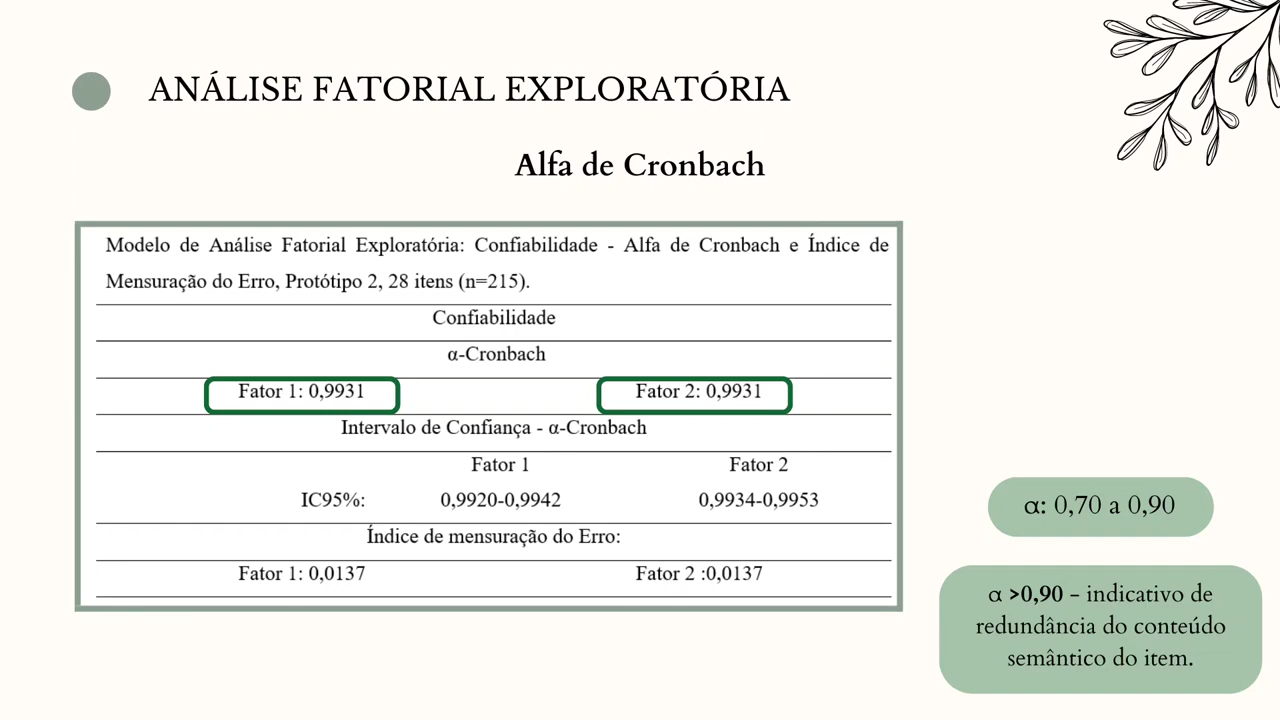 ANÁLISE FATORIAL EXPLORATÓRIA
Alfa de Cronbach
Modelo de Análise Fatorial Exploratória: Confiabilidade - Alfa de Cronbach e Índice de
Mensuração do Erro, Protótipo 2, 28 itens (n=215).
Confiabilidade
α-Cronbach
Fator 1: 0,9931 Fator 2: 0,9931
Intervalo de Confiança - α-Cronbach
Fator 1 Fator 2
IC95%: 0,9920-0,9942 0,9934-0,9953
Índice de mensuração do Erro:
Fator 1: 0,0137 Fator 2 :0,0137
α: 0,70 a 0,90
α >0,90 – indicativo de
redundância do conteúdo
semântico do item.